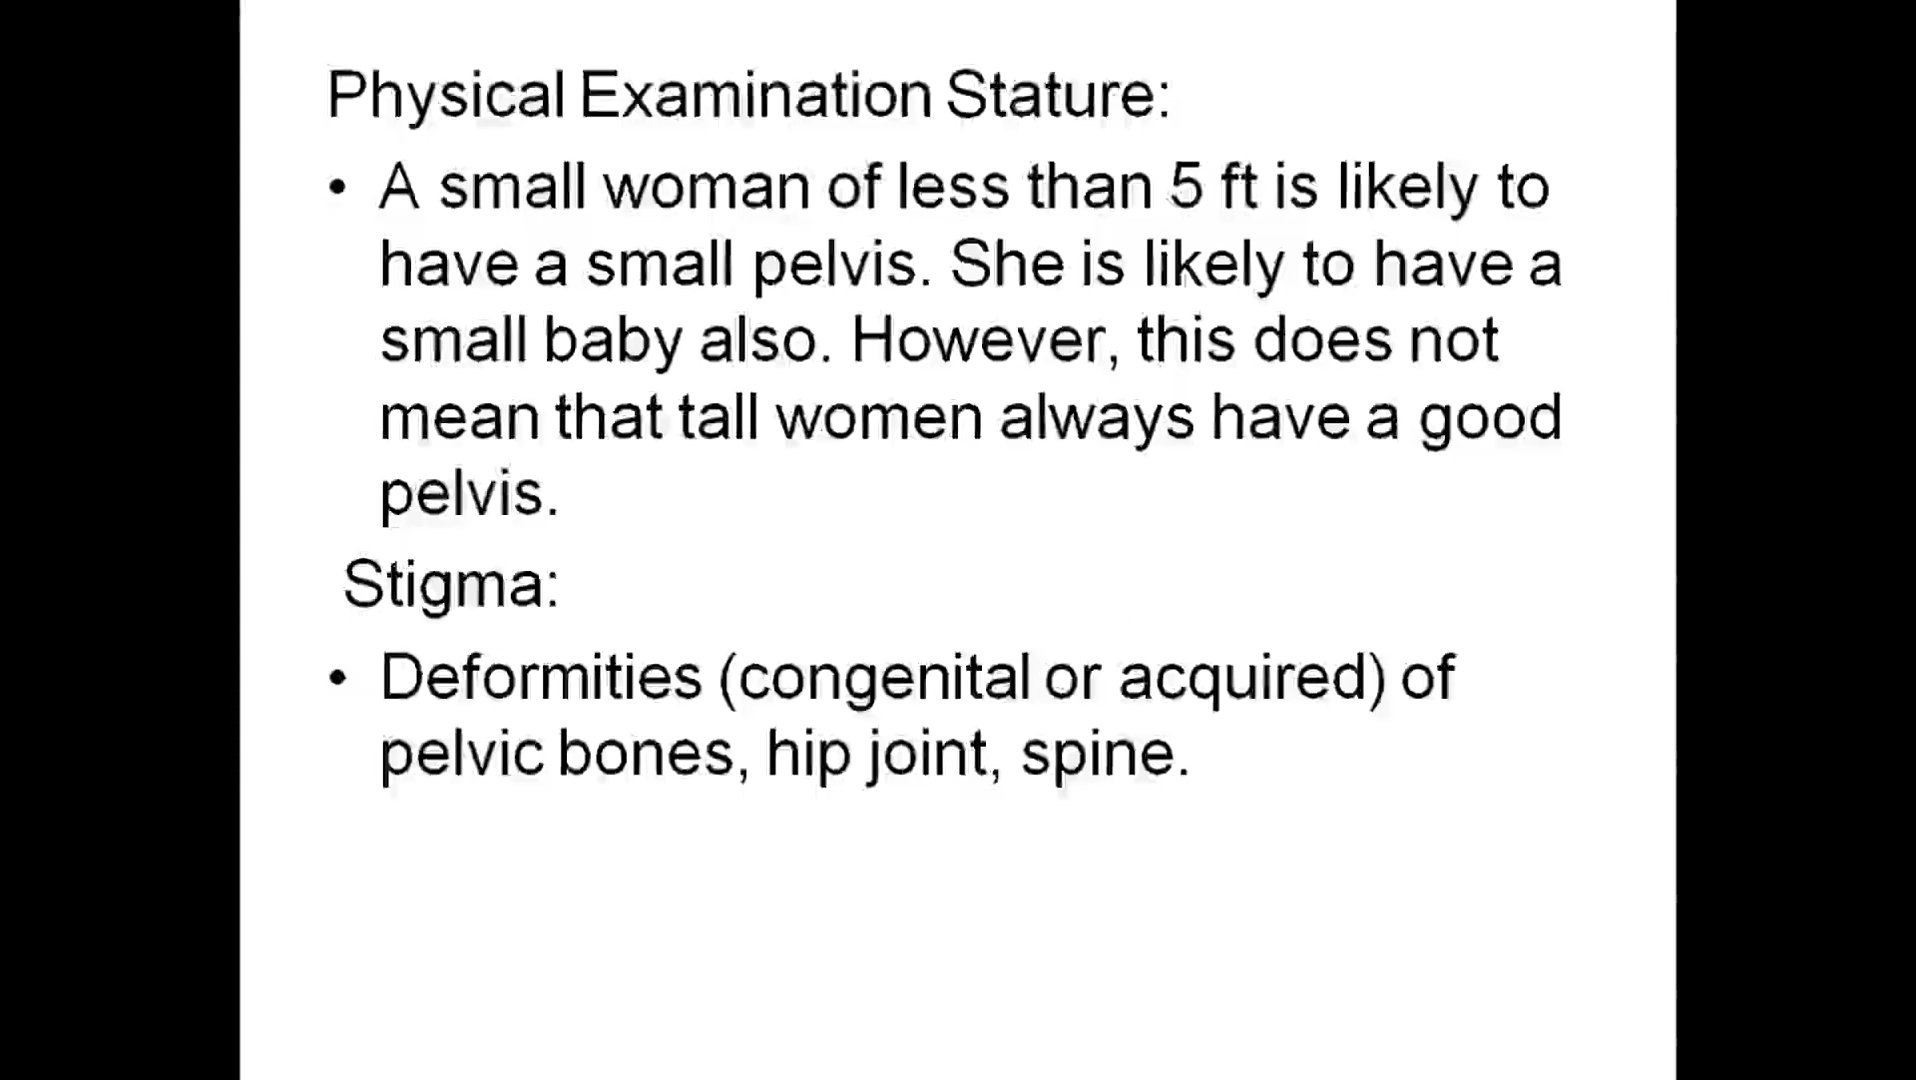 Physical Examination Stature:
• A small woman of less than 5 ft is likely to
have a small pelvis. She is likely to have a
small baby also. However, this does not
mean that tall women always have a good
pelvis.
Stigma:
• Deformities (congenital or acquired) of
pelvic bones, hip joint, spine.